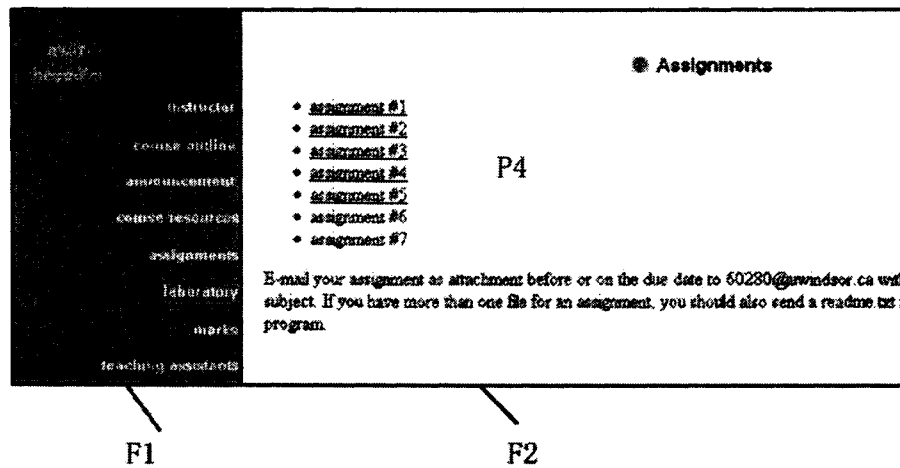 instructor
course outline
announcement
course resources
assignments
laboratory
marks
teaching assistants
Assignments
assignment #1
assignment #2
assignment #3
assignment #4
assignment #5
assignment #6
assignment #7
P4
E-mail your assignment as attachment before or on the due date to 60280@uwindsor.ca with
subject. If you have more than one file for an assignment, you should also send a readme.txt
program.
F1
F2